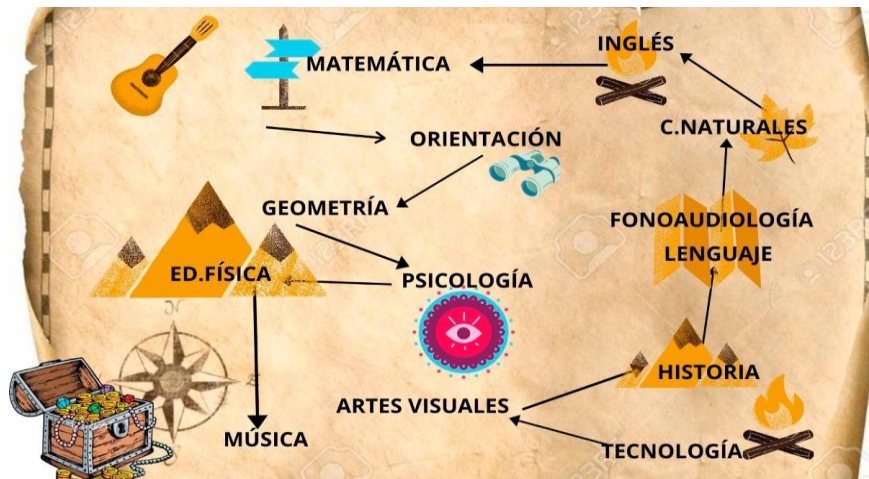 INGLÉS
MATEMÁTICA
C.NATURALES
ORIENTACIÓN
GEOMETRÍA
FONOAUDIOLOGÍA
LENGUAJE
ED.FÍSICA
PSICOLOGÍA
HISTORIA
ARTES VISUALES
MÚSICA
TECNOLOGÍA